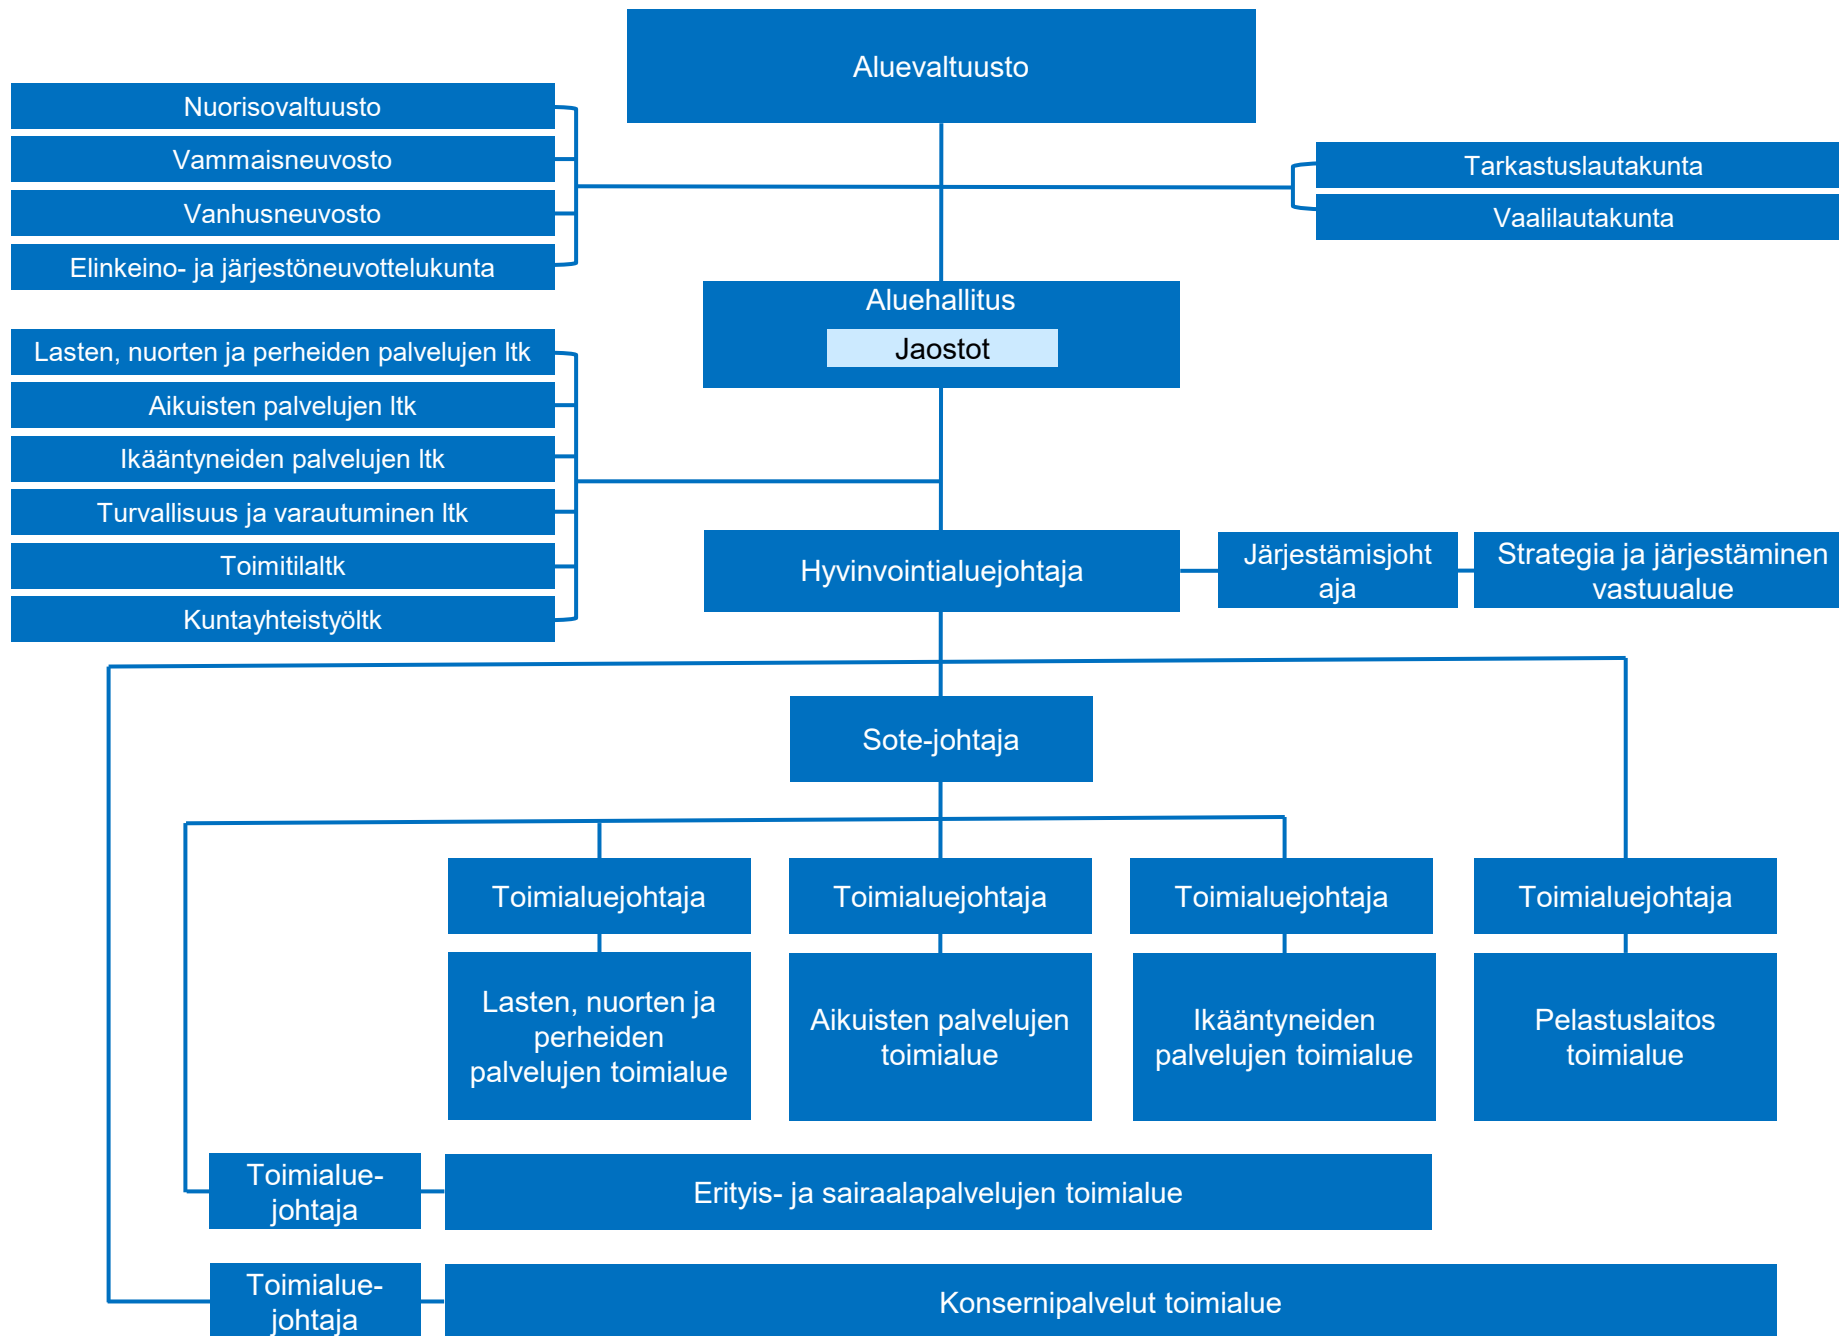 Aluevaltuusto
Nuorisovaltuusto
Vammaisneuvosto
Vanhusneuvosto
Elinkeino- ja järjestöneuvottelukunta
Tarkastuslautakunta
Vaalilautakunta
Aluehallitus
Jaostot
Lasten, nuorten ja perheiden palvelujen ltk
Aikuisten palvelujen ltk
Ikääntyneiden palvelujen ltk
Turvallisuus ja varautuminen ltk
Toimitilaltk
Kuntayhteistyöltk
Hyvinvointialuejohtaja
Järjestämisjoht
aja
Strategia ja järjestäminen
vastuualue
Sote-johtaja
Toimialuejohtaja
Toimialuejohtaja
Toimialuejohtaja
Toimialuejohtaja
Lasten, nuorten ja
perheiden
palvelujen toimialue
Aikuisten palvelujen
toimialue
Ikääntyneiden
palvelujen toimialue
Pelastuslaitos
toimialue
Toimialue-
johtaja
Erityis- ja sairaalapalvelujen toimialue
Toimialue-
johtaja
Konsernipalvelut toimialue